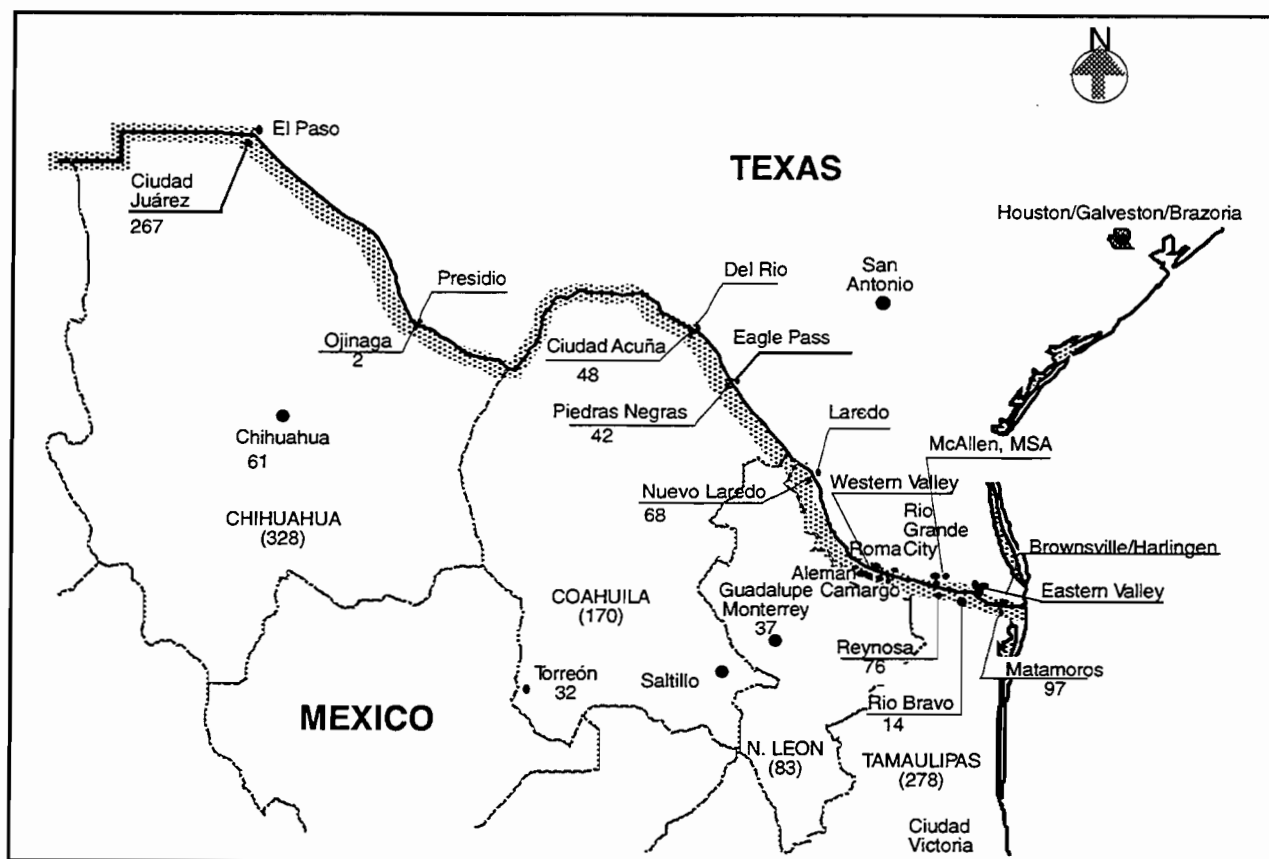 N
El Paso
TEXAS
Ciudad
Juárez
267
Houston/Galveston/Brazoria
San
Antonio
Del Rio
Presidio
Ojinaga
2
Ciudad Acuña
48
Eagle Pass
Piedras Negras
42
Chihuahua
61
Laredo
McAllen, MSA
Western Valley
Nuevo Laredo
68
Rio
Grande
City
Roma
CHIHUAHUA
(328)
Brownsville/Harlingen
Aleman
Camargo
Eastern Valley
COAHUILA
(170)
Guadalupe
Monterrey
37
Reynosa
76
Matamoros
97
Torreón
32
Saltillo
Rio Bravo
14
MEXICO
N. LEON
(83)
TAMAULIPAS
(278)
Ciudad
Victoria